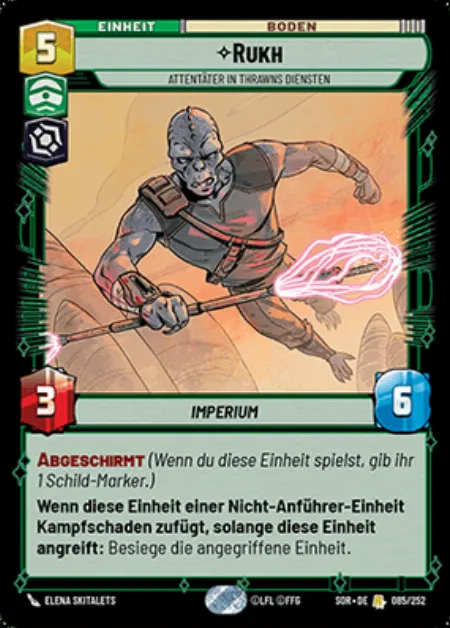 EINHEIT
BODEN
5
Rukh
ATTENTÄTER IN THRAWNS DIENSTEN
3
IMPERIUM
6
ABGESCHIRMT (Wenn du diese Einheit spielst, gib ihr
1 Schild-Marker.)
Wenn diese Einheit einer Nicht-Anführer-Einheit
Kampfschaden zufügt, solange diese Einheit
angreift: Besiege die angegriffene Einheit.
ELENA SKITALETS
©LFL ©FFG
SOR • DE
R
085/252